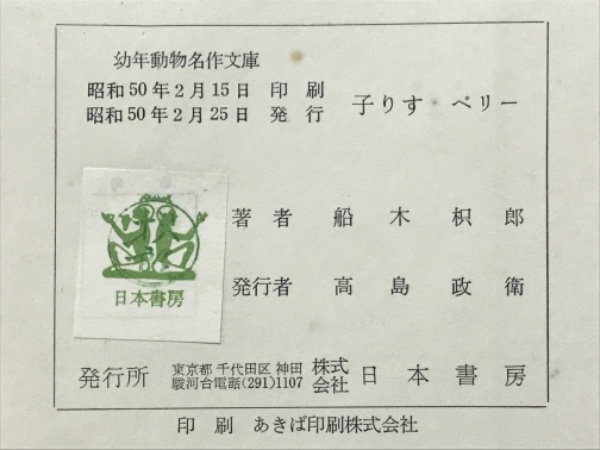 幼年動物名作文庫
昭和50年2月15日 印刷
昭和50年2月25日 発行
子りす・ペリー
著者 船木枳郎
発行者 高島政衛
日本書房
発行所 東京都千代田区神田駿河台電話(291)1107 株式会社 日本書房
印刷 あきば印刷株式会社